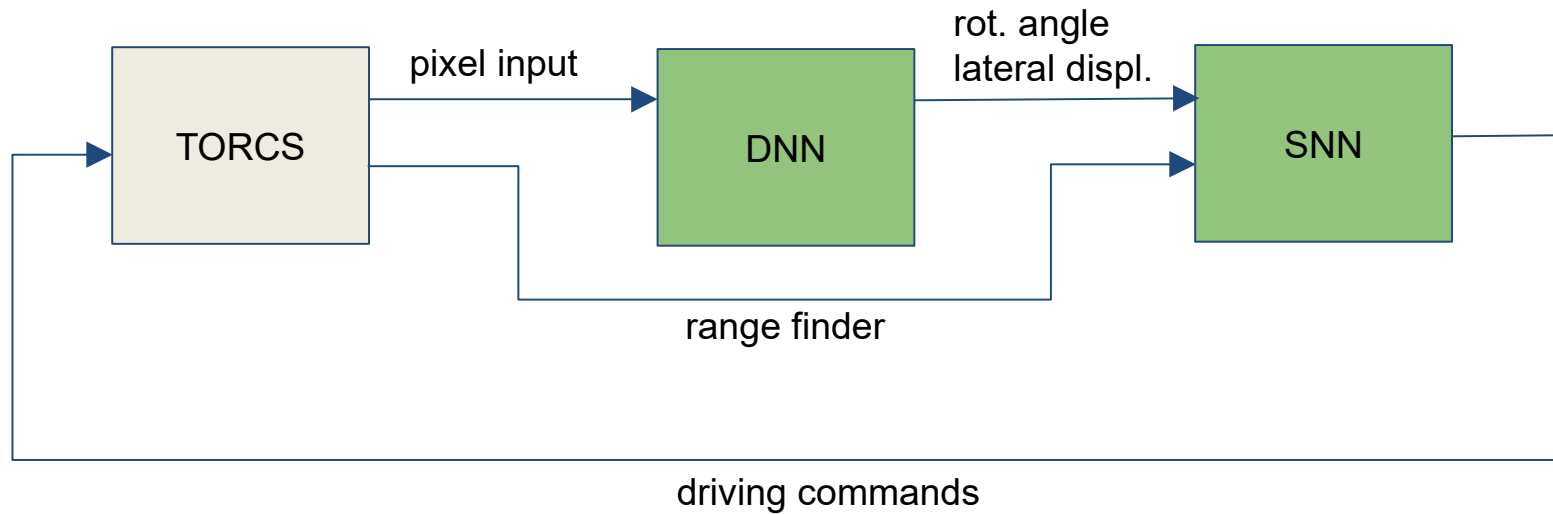 rot. angle
lateral displ.
pixel input
TORCS
DNN
SNN
range finder
driving commands